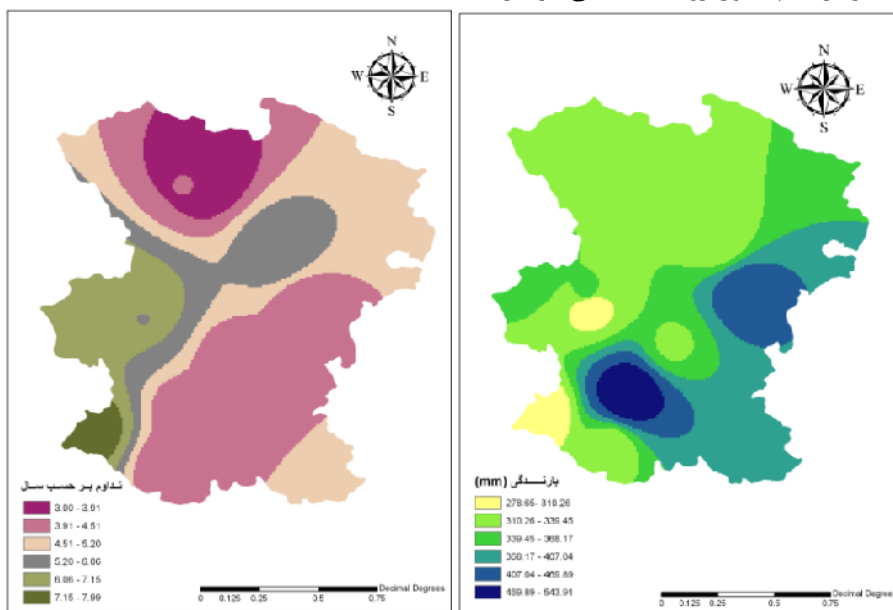 N
W E
S
تداوم بر حسب سال
3.00 - 3.91
3.91 - 4.51
4.51 - 5.20
5.20 - 6.06
6.06 - 7.15
7.15 - 7.99
Decimal Degrees
0 0.125 0.25 0.5 0.75
N
W E
S
بارندگی (mm)
278.65 - 310.26
310.26 - 339.45
339.45 - 368.17
368.17 - 407.04
407.04 - 469.89
469.89 - 543.91
Decimal Degrees
0 0.125 0.25 0.5 0.75